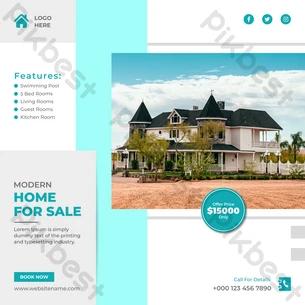 LOGO
HERE
Features:
Swimming Post
3 Bed Rooms
Living Rooms
Guest Rooms
Kitchen Room
MODERN
HOME
FOR SALE
Lorem ipsum is simply
dummy text of the printing
and typesetting industry.
Offer Price
$15000
Only
BOOK NOW
www.websitename.com
For Details
+000 123 456 7890
Pikbest